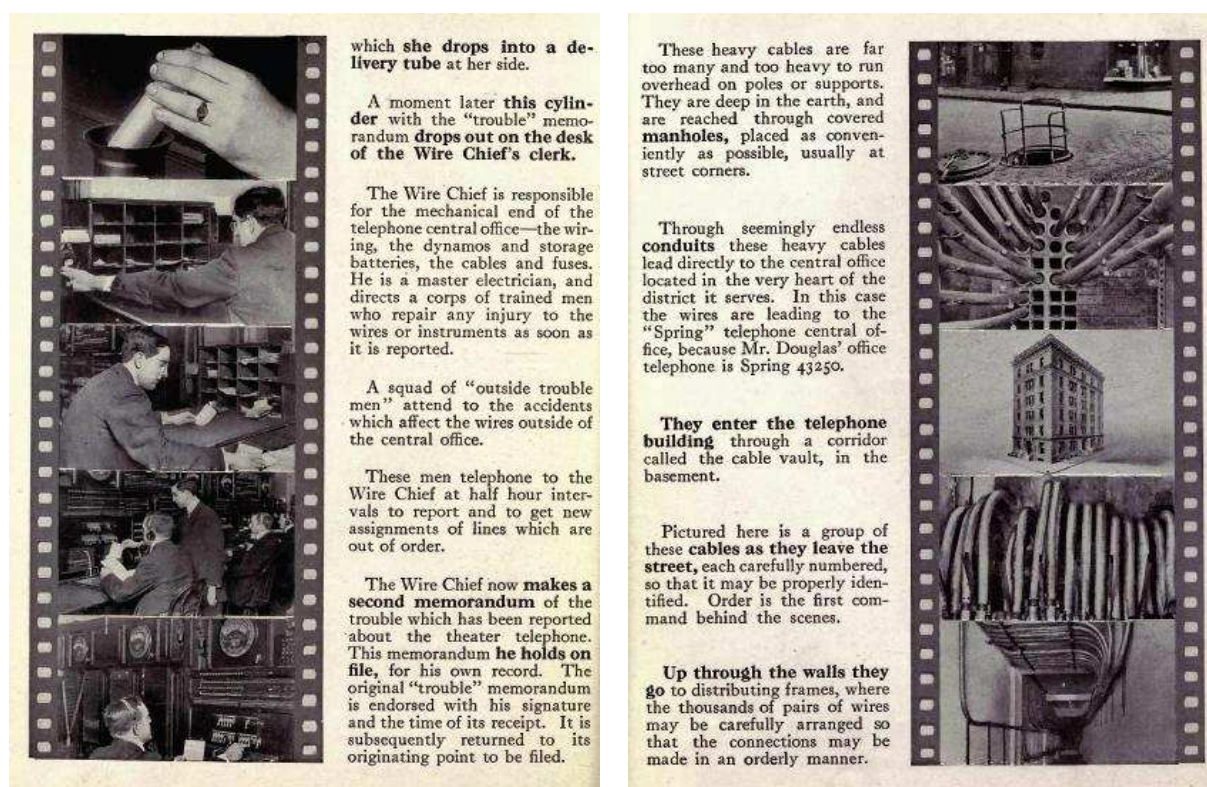 which she drops into a de-
livery tube at her side.
A moment later this cylin-
der with the "trouble" memo-
randum drops out on the desk
of the Wire Chief's clerk.
The Wire Chief is responsible
for the mechanical end of the
telephone central office—the wir-
ing, the dynamos and storage
batteries, the cables and fuses.
He is a master electrician, and
directs a corps of trained men
who repair any injury to the
wires or instruments as soon as
it is reported.
A squad of "outside trouble
men" attend to the accidents
which affect the wires outside of
the central office.
These men telephone to the
Wire Chief at half hour inter-
vals to report and to get new
assignments of lines which are
out of order.
The Wire Chief now makes a
second memorandum of the
trouble which has been reported
about the theater telephone.
This memorandum he holds on
file, for his own record. The
original "trouble" memorandum
is endorsed with his signature
and the time of its receipt. It is
subsequently returned to its
originating point to be filed.
These heavy cables are far
too many and too heavy to run
overhead on poles or supports.
They are deep in the earth, and
are reached through covered
manholes, placed as conven-
iently as possible, usually at
street corners.
Through seemingly endless
conduits these heavy cables
lead directly to the central office
located in the very heart of the
district it serves. In this case
the wires are leading to the
"Spring" telephone central of-
fice, because Mr. Douglas' office
telephone is Spring 43250.
They enter the telephone
building through a corridor
called the cable vault, in the
basement.
Pictured here is a group of
these cables as they leave the
street, each carefully numbered,
so that it may be properly iden-
tified. Order is the first com-
mand behind the scenes.
Up through the walls they
go to distributing frames, where
the thousands of pairs of wires
may be carefully arranged so
that the connections may be
made in an orderly manner.